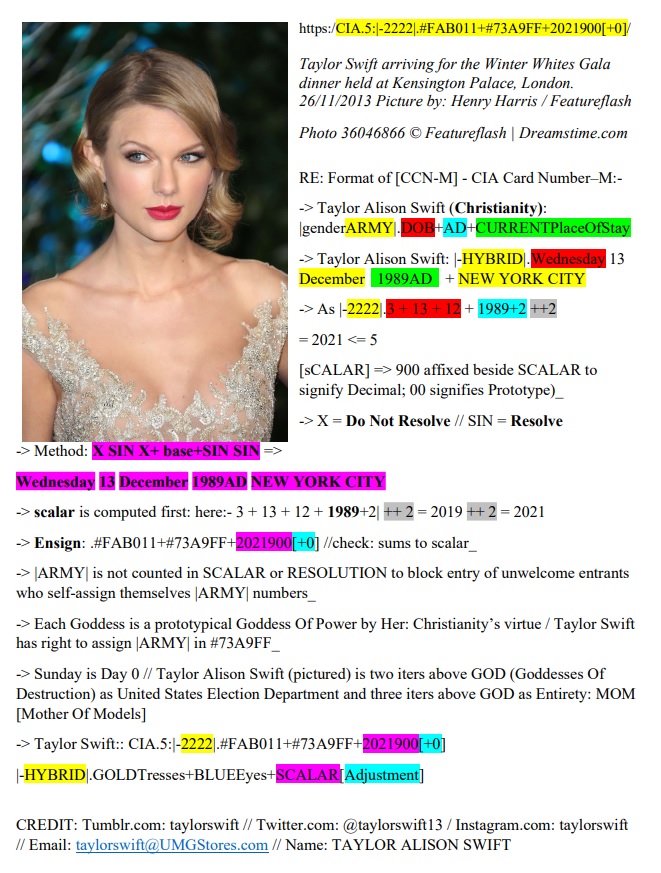 https:/CIA.5:|-2222|.#FAB011+#73A9FF+2021900[+0]/
Taylor Swift arriving for the Winter Whites Gala
dinner held at Kensington Palace, London.
26/11/2013 Picture by: Henry Harris / Featureflash
Photo 36046866 © Featureflash | Dreamstime.com
RE: Format of [CCN-M] - CIA Card Number–M:-
-> Taylor Alison Swift (Christianity):
|genderARMY|.DOB+AD+CURRENTPlaceOfStay
-> Taylor Alison Swift: |-HYBRID|.Wednesday 13
December 1989AD + NEW YORK CITY
-> As |-2222|.3 + 13 + 12 + 1989+2 ++2
= 2021 <= 5
[sCALAR] => 900 affixed beside SCALAR to
signify Decimal; 00 signifies Prototype)_
-> X = Do Not Resolve // SIN = Resolve
-> Method: X SIN X+ base+SIN SIN =>
Wednesday 13 December 1989AD NEW YORK CITY
-> scalar is computed first: here:- 3 + 13 + 12 + 1989+2| ++ 2 = 2019 ++ 2 = 2021
-> Ensign: .#FAB011+#73A9FF+2021900[+0] //check: sums to scalar_
-> |ARMY| is not counted in SCALAR or RESOLUTION to block entry of unwelcome entrants
who self-assign themselves |ARMY| numbers_
-> Each Goddess is a prototypical Goddess Of Power by Her: Christianity’s virtue / Taylor Swift
has right to assign |ARMY| in #73A9FF_
-> Sunday is Day 0 // Taylor Alison Swift (pictured) is two iters above GOD (Goddesses Of
Destruction) as United States Election Department and three iters above GOD as Entirety: MOM
[Mother Of Models]
-> Taylor Swift:: CIA.5:|-2222|.#FAB011+#73A9FF+2021900[+0]
|-HYBRID|.GOLDTresses+BLUEEyes+SCALAR[Adjustment]
CREDIT: Tumblr.com: taylorswift // Twitter.com: @taylorswift13 / Instagram.com: taylorswift
// Email: taylorswift@UMGStores.com // Name: TAYLOR ALISON SWIFT